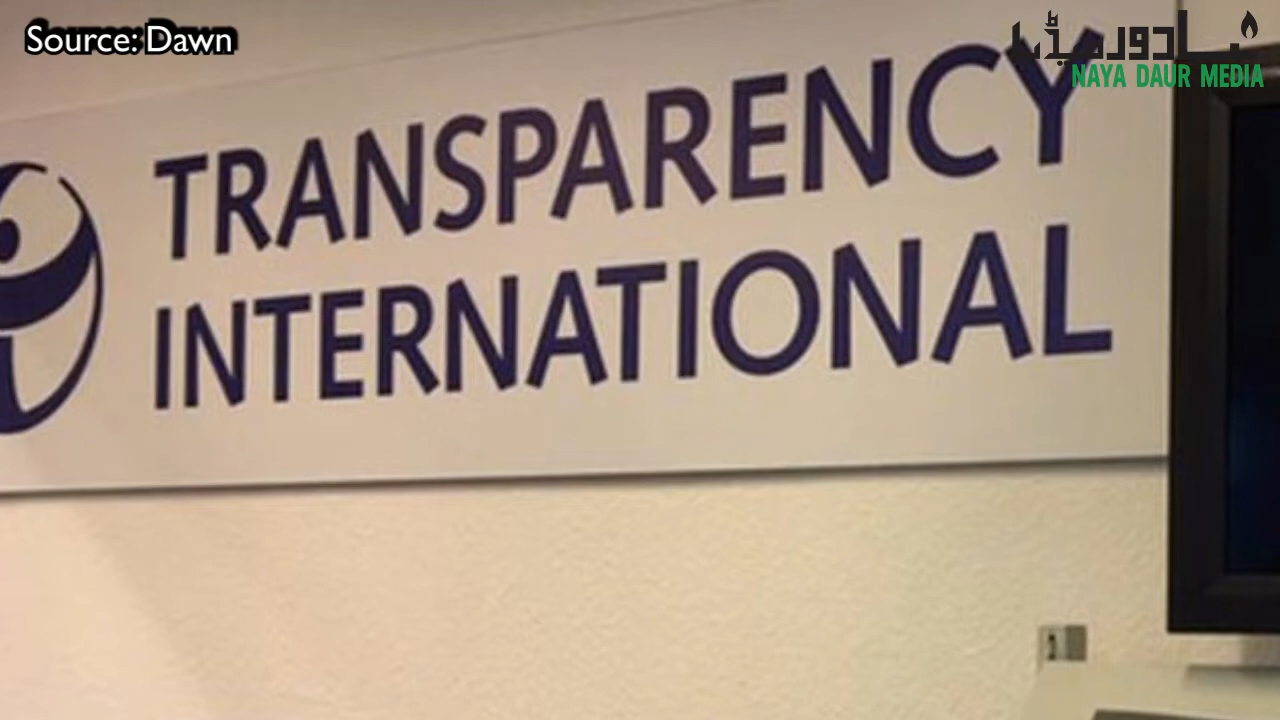 Source: Dawn
نیا دور میڈیا
NAYA DAUR MEDIA
TRANSPARENCY
INTERNATIONAL